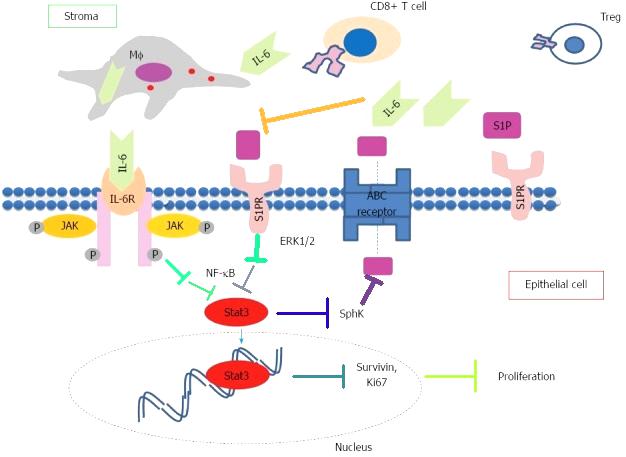 Stroma
CD8+ T cell
Treg
Mϕ
IL-6
IL-6
S1P
IL-6
IL-6R
S1PR
ABC
receptor
S1PR
JAK
JAK
P
P
P
P
ERK1/2
NF-κB
Epithelial cell
Stat3
SphK
Stat3
Survivin,
Ki67
Proliferation
Nucleus